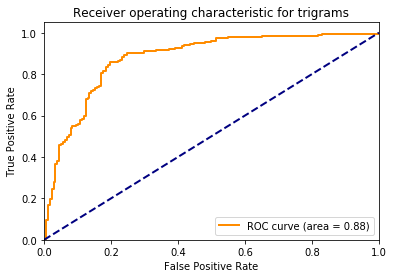 Receiver operating characteristic for trigrams
True Positive Rate
1.0
0.8
0.6
0.4
0.2
0.0
ROC curve (area = 0.88)
0.0 0.2 0.4 0.6 0.8 1.0
False Positive Rate